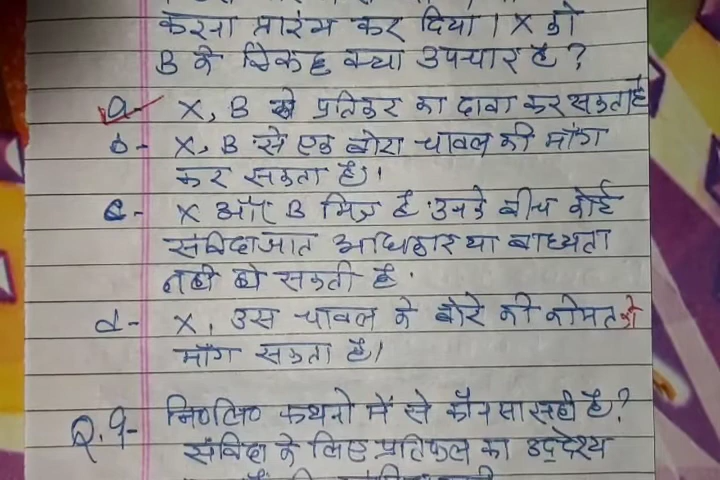 करना प्रारंभ कर दिया। X को
B के विरूद्ध क्या उपचार है ?
a- X, B से प्रतिकर का दावा कर सकता है
b- X, B से एक बोरा चावल की माँग
कर सकता है।
c- X और B मित्र है उनके बीच कोई
संविदाजात अधिकार या बाध्यता
नही हो सकती है.
d- X, उस चावल के बोरे की कीमत को
माँग सकता है।
Q.9- निम्नलि० कथनो में से कौन सा सही है?
संविदा के लिए प्रतिफल का उद्देश्य